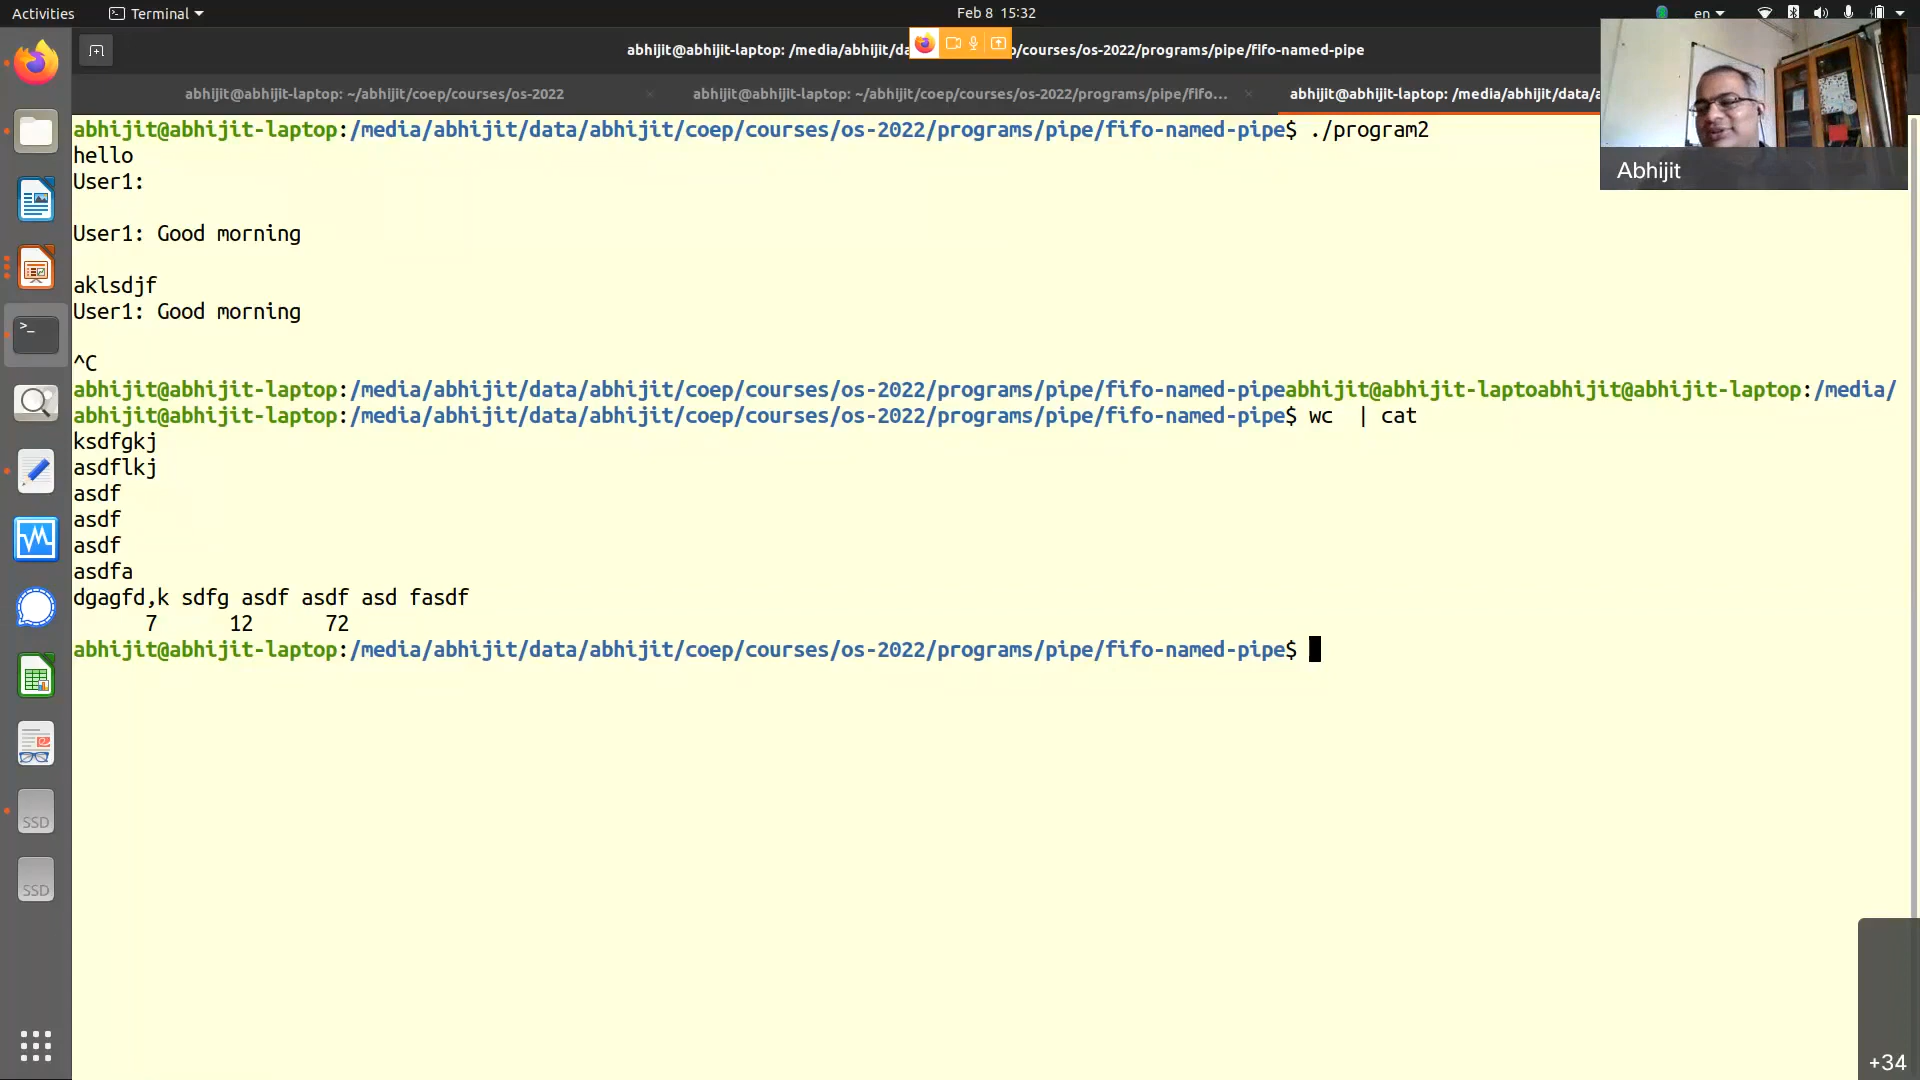 Activities Terminal Feb 8 15:32 en
abhijit@abhijit-laptop: /media/abhijit/da p/courses/os-2022/programs/pipe/fifo-named-pipe
abhijit@abhijit-laptop: ~/abhijit/coep/courses/os-2022 × abhijit@abhijit-laptop: ~/abhijit/coep/courses/os-2022/programs/pipe/fifo... × abhijit@abhijit-laptop: /media/abhijit/data/a
abhijit@abhijit-laptop:/media/abhijit/data/abhijit/coep/courses/os-2022/programs/pipe/fifo-named-pipe$ ./program2
hello
User1:
User1: Good morning
aklsdjf
User1: Good morning
^C
abhijit@abhijit-laptop:/media/abhijit/data/abhijit/coep/courses/os-2022/programs/pipe/fifo-named-pipeabhijit@abhijit-laptoabhijit@abhijit-laptop:/media/
abhijit@abhijit-laptop:/media/abhijit/data/abhijit/coep/courses/os-2022/programs/pipe/fifo-named-pipe$ wc  | cat
ksdfgkj
asdflkj
asdf
asdf
asdf
asdfa
dgagfd,k sdfg asdf asdf asd fasdf
      7      12      72
abhijit@abhijit-laptop:/media/abhijit/data/abhijit/coep/courses/os-2022/programs/pipe/fifo-named-pipe$
Abhijit
SSD
SSD
+34